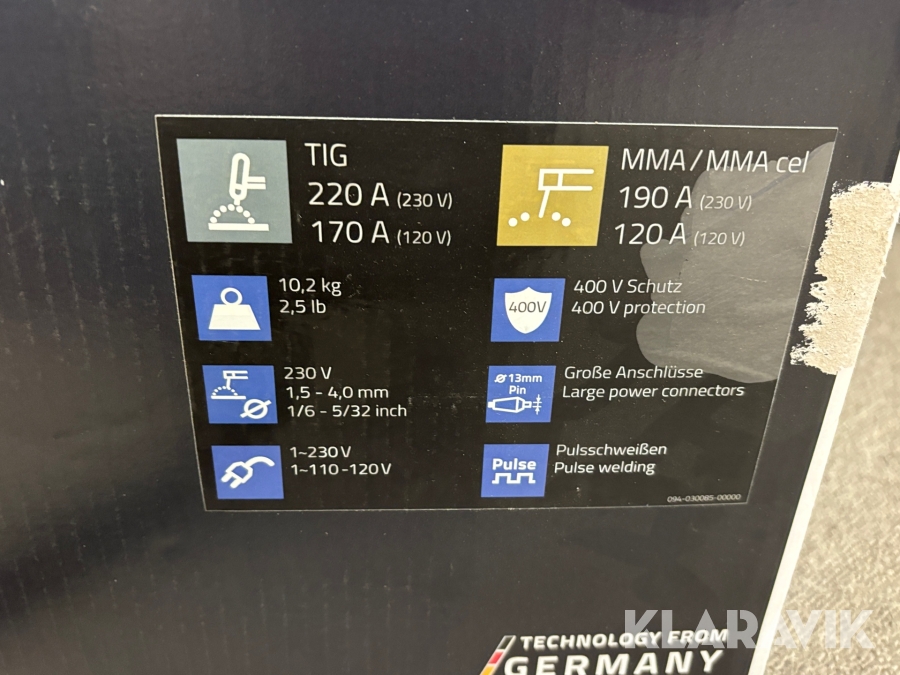 TIG
220 A (230 V)
170 A (120 V)
MMA / MMA cel
190 A (230 V)
120 A (120 V)
10,2 kg
2,5 lb
400V
400 V Schutz
400 V protection
230 V
1,5 - 4,0 mm
1/6 - 5/32 inch
ø 13mm
Pin
Große Anschlüsse
Large power connectors
1~230 V
1~110-120 V
Pulse
Pulsschweißen
Pulse welding
094-030085-00000
TECHNOLOGY FROM
GERMANY
KLARAVIK